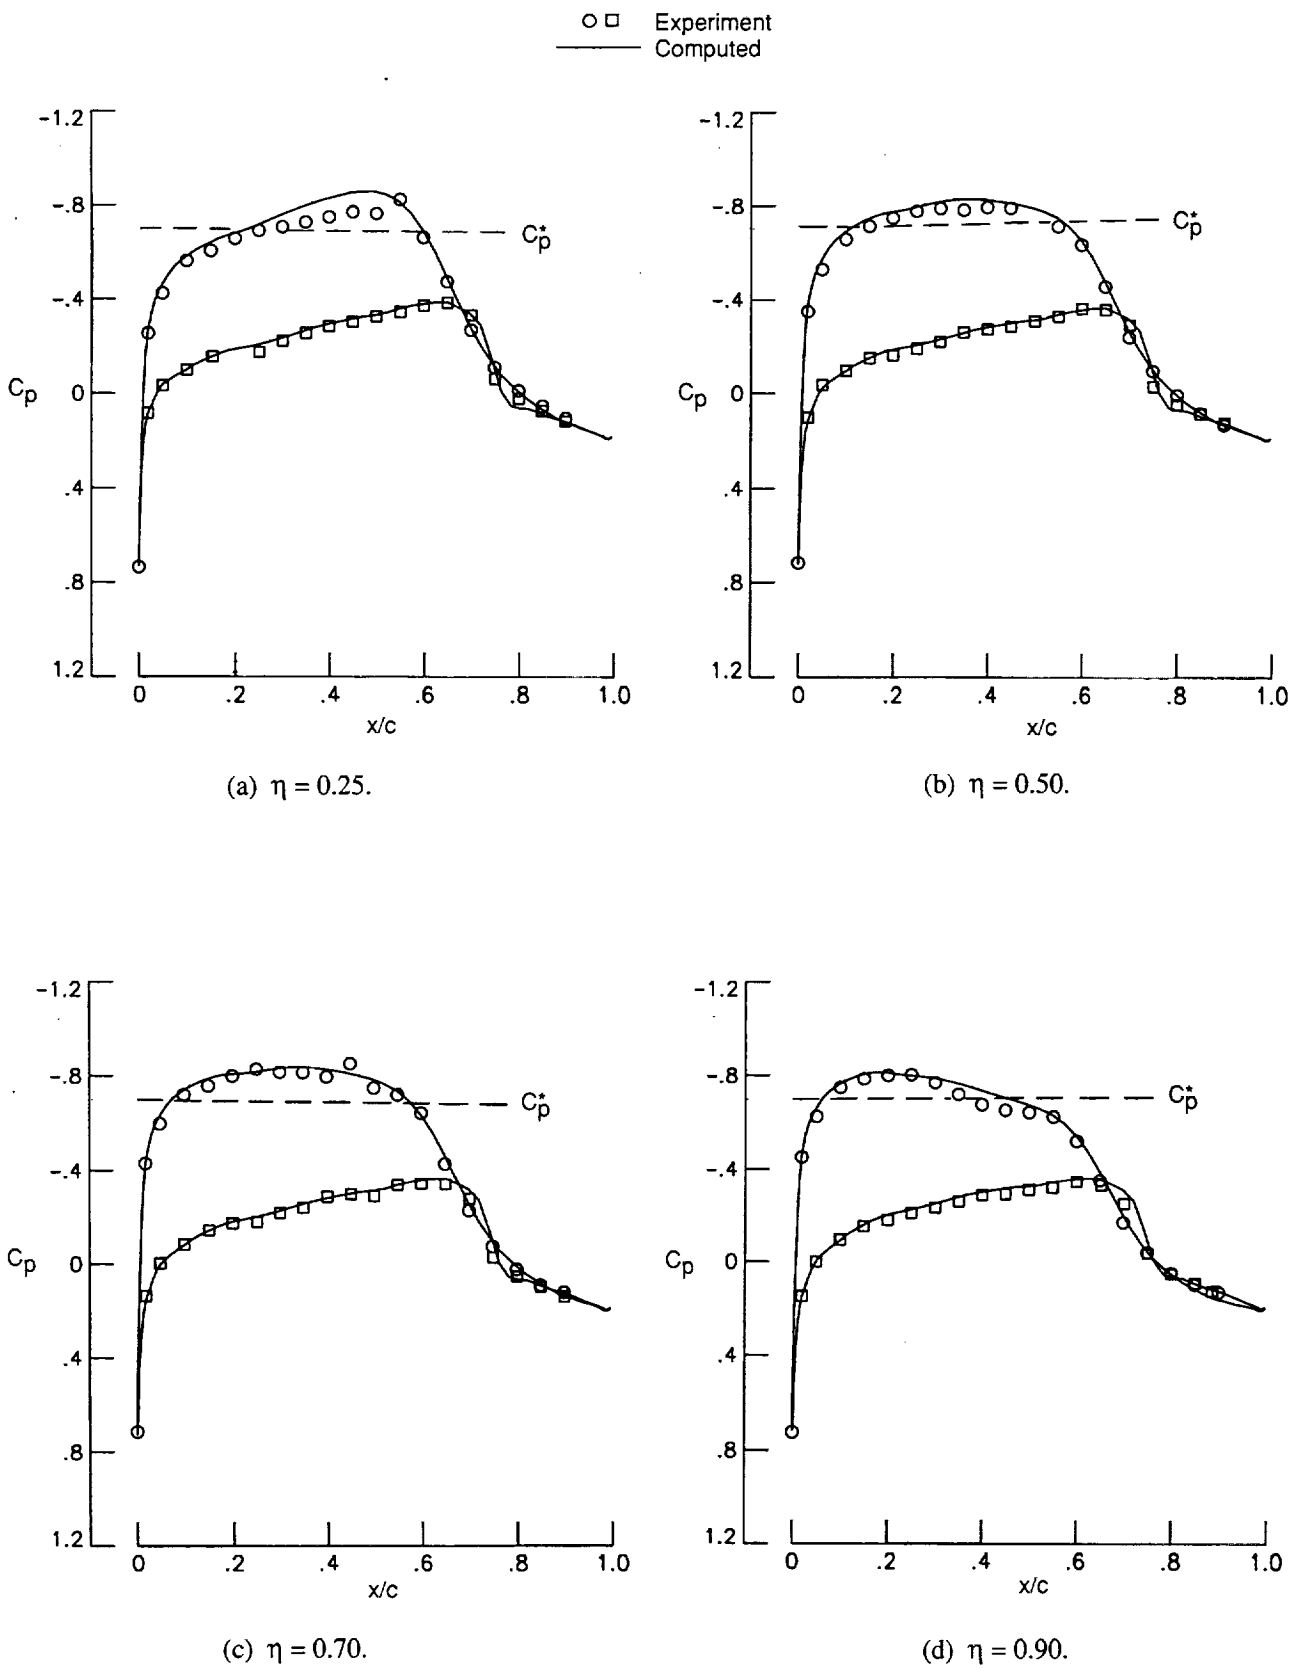 Experiment
Computed
-1.2
-.8
-.4
0
.4
.8
1.2
Cp
Cp*
0 .2 .4 .6 .8 1.0
x/c
(a) η = 0.25.
-1.2
-.8
-.4
0
.4
.8
1.2
Cp
Cp*
0 .2 .4 .6 .8 1.0
x/c
(b) η = 0.50.
-1.2
-.8
-.4
0
.4
.8
1.2
Cp
Cp*
0 .2 .4 .6 .8 1.0
x/c
(c) η = 0.70.
-1.2
-.8
-.4
0
.4
.8
1.2
Cp
Cp*
0 .2 .4 .6 .8 1.0
x/c
(d) η = 0.90.